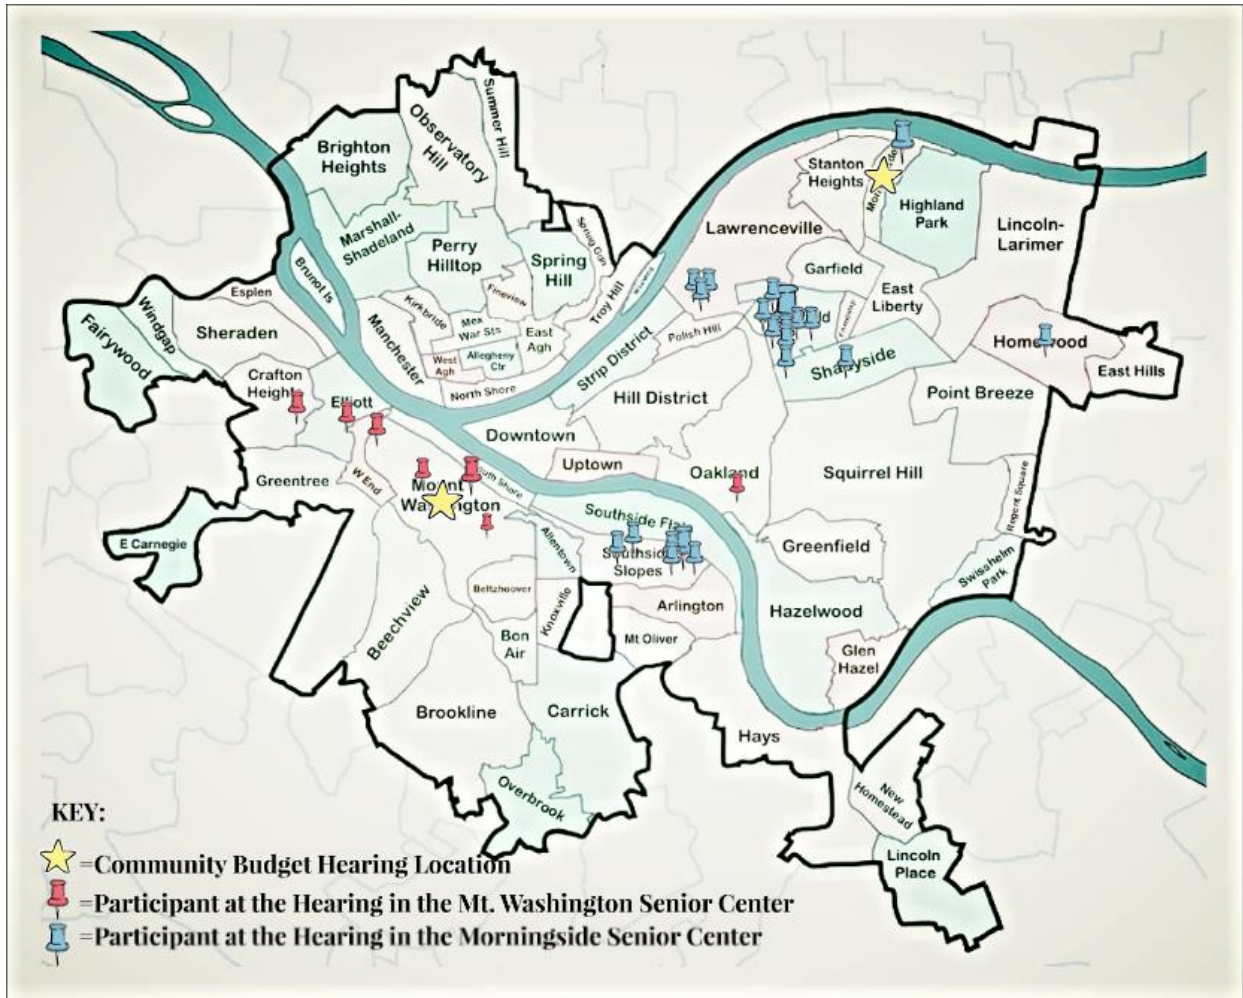 Summer Hill
Observatory
Hill
Brighton
Heights
Stanton
Heights
Highland
Park
Lincoln-
Larimer
Marshall-
Shadeland
Perry
Hilltop
Spring
Hill
Lawrenceville
Garfield
East
Liberty
Brunot Is
Esplen
Fineview
Troy Hill
Windgap
Fairywood
Sheraden
Kirkbride
Mex
War Sts
East
Agh
Polish Hill
Manchester
West
Agh
Allegheny
Ctr
Strip District
Shadyside
Homewood
East Hills
Crafton
Heights
North Shore
Elliott
Hill District
Point Breeze
Downtown
Uptown
Oakland
Squirrel Hill
Greentree
W End
Mount
Washington
South Shore
Regent Square
Southside Flats
E Carnegie
Allentown
Southside
Slopes
Greenfield
Swisshelm
Park
Beltzhoover
Knoxville
Arlington
Hazelwood
Beechview
Bon
Air
Mt Oliver
Glen
Hazel
Brookline
Carrick
Hays
Overbrook
New
Homestead
Lincoln
Place
KEY:
=Community Budget Hearing Location
=Participant at the Hearing in the Mt. Washington Senior Center
=Participant at the Hearing in the Morningside Senior Center